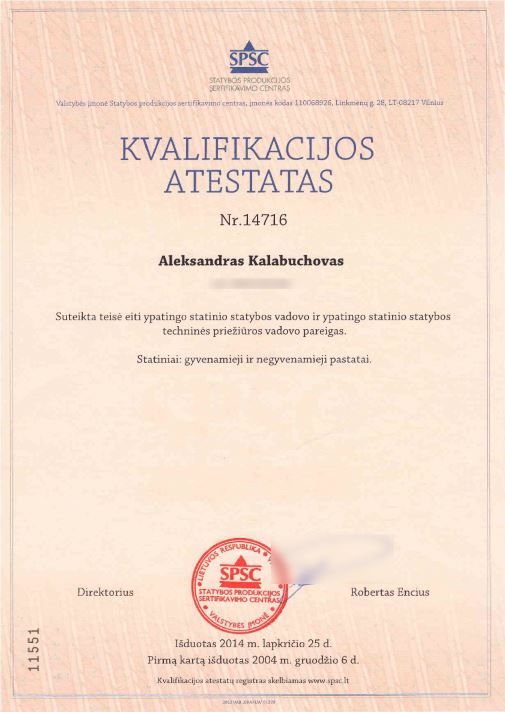 SPSC
STATYBOS PRODUKCIJOS
SERTIFIKAVIMO CENTRAS
Valstybės įmonė Statybos produkcijos sertifikavimo centras, įmonės kodas 110068926, Linkmenų g. 28, LT-08217 Vilnius
KVALIFIKACIJOS
ATESTATAS
Nr.14716
Aleksandras Kalabuchovas
Suteikta teisė eiti ypatingo statinio statybos vadovo ir ypatingo statinio statybos
techninės priežiūros vadovo pareigas.
Statiniai: gyvenamieji ir negyvenamieji pastatai.
LIETUVOS RESPUBLIKA
SPSC
STATYBOS PRODUKCIJOS
SERTIFIKAVIMO CENTRAS
VALSTYBĖS ĮMONĖ
Direktorius
Robertas Encius
11551
Išduotas 2014 m. lapkričio 25 d.
Pirmą kartą išduotas 2004 m. gruodžio 6 d.
Kvalifikacijos atestatų registras skelbiamas www.spsc.lt